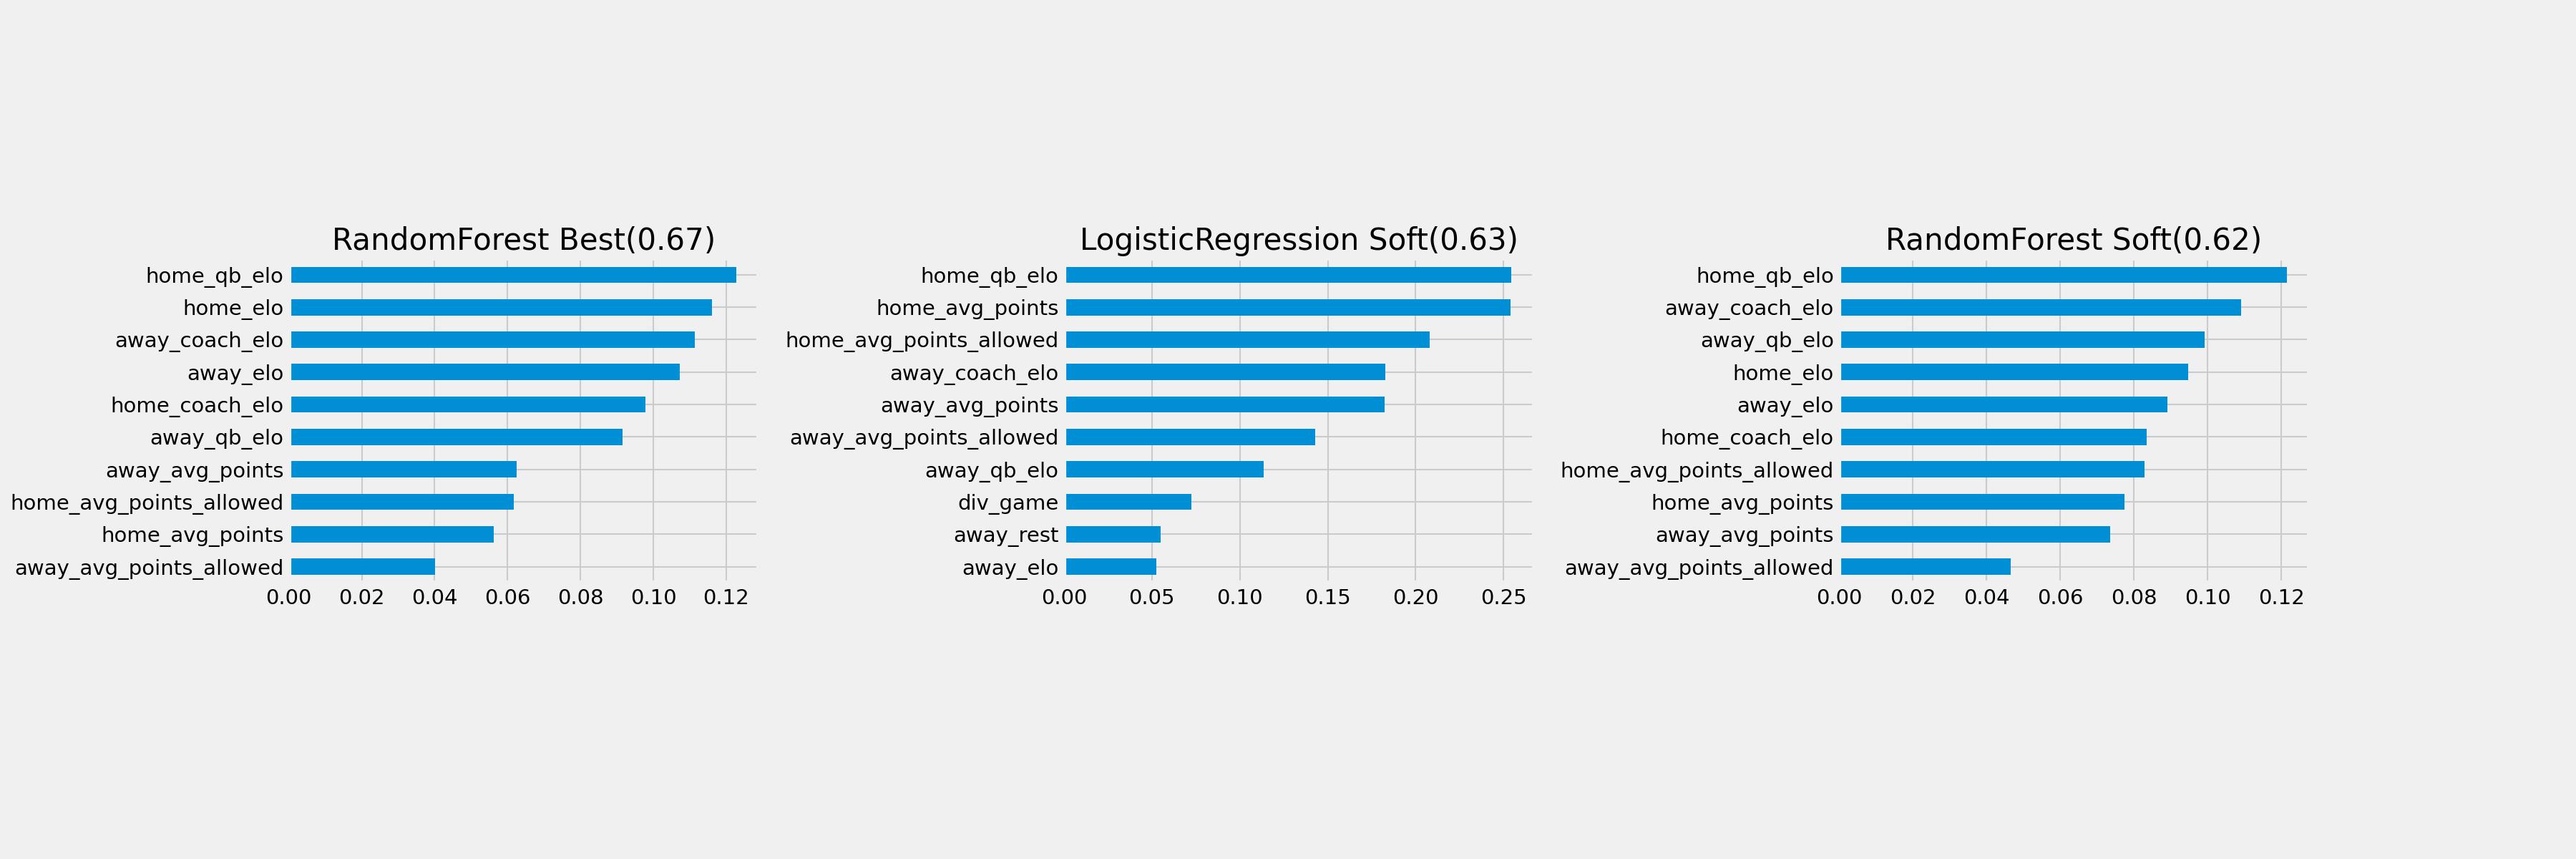 RandomForest Best(0.67)
home_qb_elo
home_elo
away_coach_elo
away_elo
home_coach_elo
away_qb_elo
away_avg_points
home_avg_points_allowed
home_avg_points
away_avg_points_allowed
0.00 0.02 0.04 0.06 0.08 0.10 0.12
LogisticRegression Soft(0.63)
home_qb_elo
home_avg_points
home_avg_points_allowed
away_coach_elo
away_avg_points
away_avg_points_allowed
away_qb_elo
div_game
away_rest
away_elo
0.00 0.05 0.10 0.15 0.20 0.25
RandomForest Soft(0.62)
home_qb_elo
away_coach_elo
away_qb_elo
home_elo
away_elo
home_coach_elo
home_avg_points_allowed
home_avg_points
away_avg_points
away_avg_points_allowed
0.00 0.02 0.04 0.06 0.08 0.10 0.12